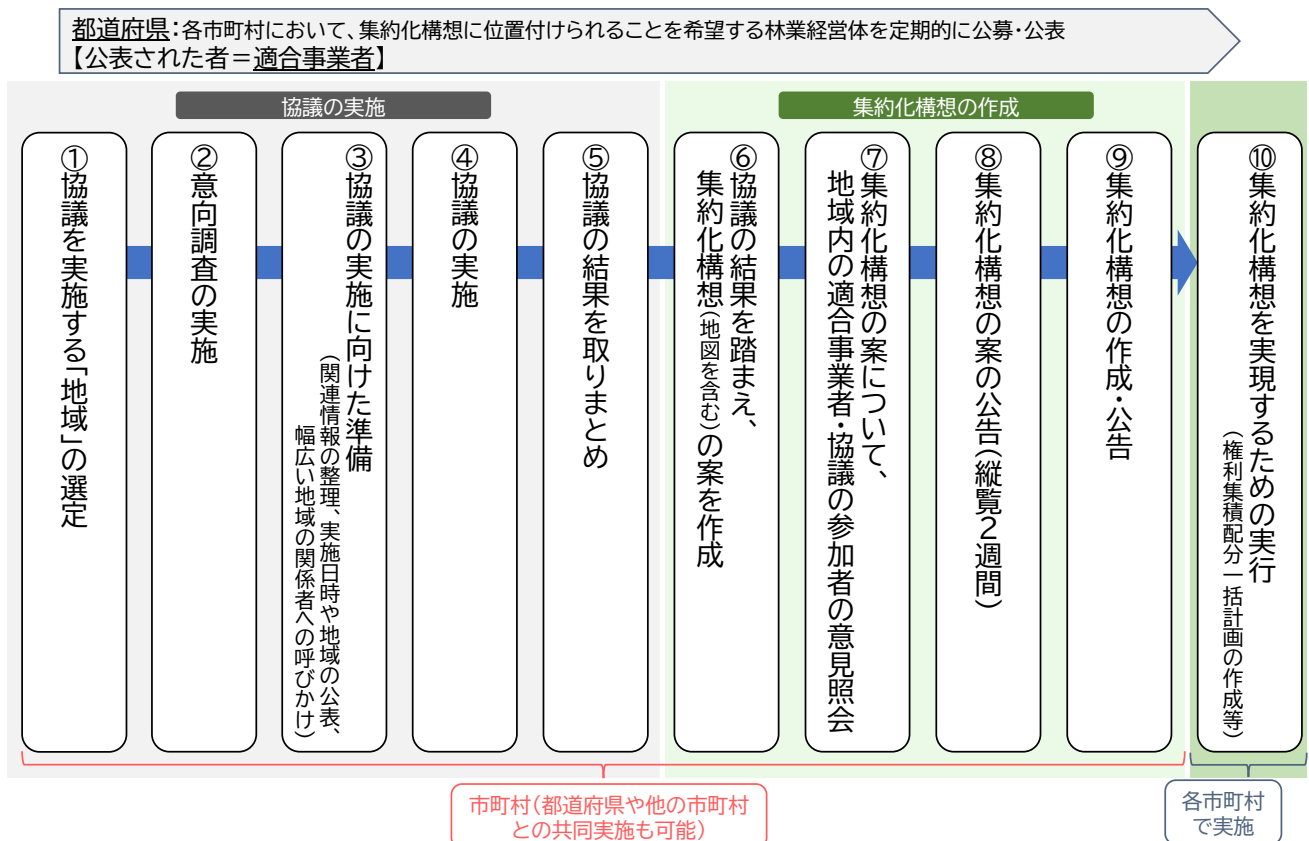 都道府県：各市町村において、集約化構想に位置付けられることを希望する林業経営体を定期的に公募・公表
【公表された者＝適合事業者】
協議の実施
集約化構想の作成
①協議を実施する「地域」の選定
②意向調査の実施
③協議の実施に向けた準備
（関連情報の整理、実施日時や地域の公表、
幅広い地域の関係者への呼びかけ）
④協議の実施
⑤協議の結果を取りまとめ
⑥協議の結果を踏まえ、
集約化構想（地図を含む）の案を作成
⑦集約化構想の案について、
地域内の適合事業者・協議の参加者の意見照会
⑧集約化構想の案の公告（縦覧２週間）
⑨集約化構想の作成・公告
⑩集約化構想を実現するための実行
（権利集積配分一括計画の作成等）
市町村（都道府県や他の市町村
との共同実施も可能）
各市町村
で実施